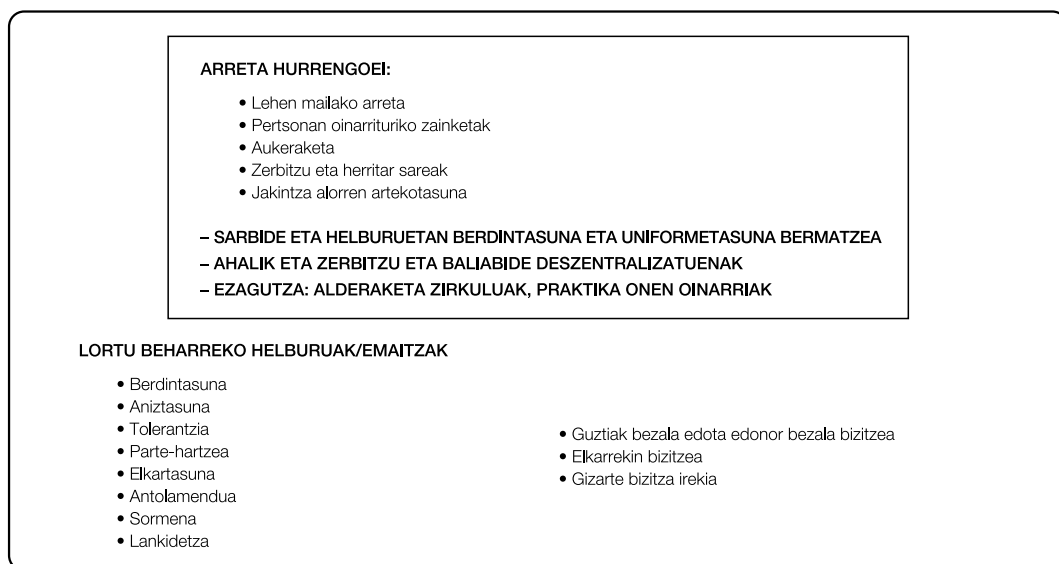 ARRETA HURRENGOEI:
• Lehen mailako arreta
• Pertsonan oinarrituriko zainketak
• Aukeraketa
• Zerbitzu eta herritar sareak
• Jakintza alorren artekotasuna
– SARBIDE ETA HELBURUETAN BERDINTASUNA ETA UNIFORMETASUNA BERMATZEA
– AHALIK ETA ZERBITZU ETA BALIABIDE DESZENTRALIZATUENAK
– EZAGUTZA: ALDERAKETA ZIRKULUAK, PRAKTIKA ONEN OINARRIAK
LORTU BEHARREKO HELBURUAK/EMAITZAK
• Berdintasuna
• Aniztasuna
• Tolerantzia
• Parte-hartzea
• Elkartasuna
• Antolamendua
• Sormena
• Lankidetza
• Guztiak bezala edota edonor bezala bizitzea
• Elkarrekin bizitzea
• Gizarte bizitza irekia